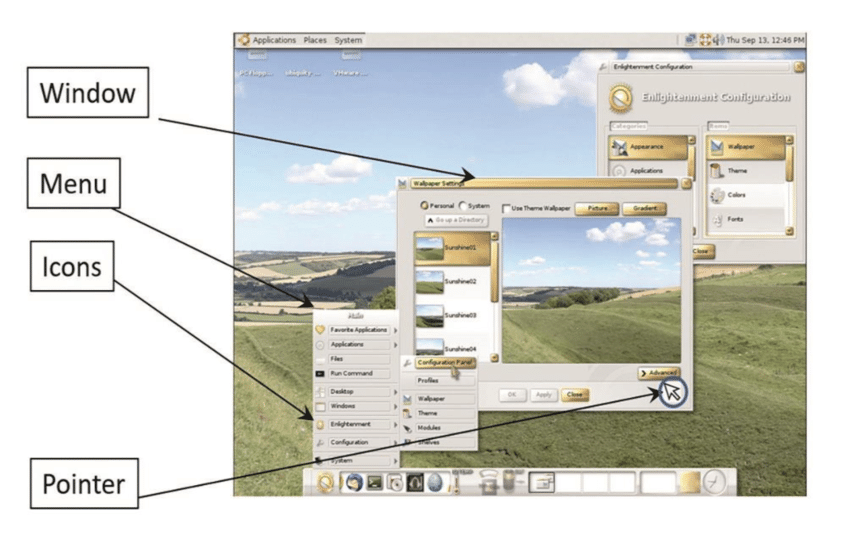 Applications Places System
Thu Sep 13, 12:46 PM
Window
Menu
Icons
Pointer
Enlightenment Configuration
Enlightenment Configuration
Categories
Items
Appearance
Applications
Wallpaper
Theme
Colors
Fonts
Close
Wallpaper Settings
Personal System
Go up a Directory
Use Theme Wallpaper
Picture...
Gradient...
Sunshine01
Sunshine02
Sunshine03
Sunshine04
Advanced
OK Apply Close
Main
Favorite Applications
Applications
Files
Run Command
Desktop
Windows
Enlightenment
Configuration
System
Configuration Panel
Profiles
Wallpaper
Theme
Modules
Shelves